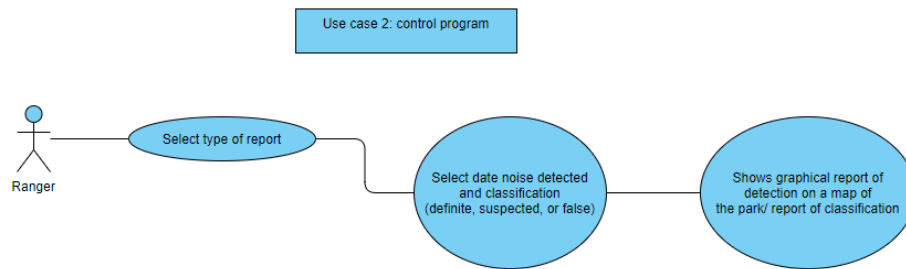 Use case 2: control program
Select type of report
Ranger
Select date noise detected
and classification
(definite, suspected, or false)
Shows graphical report of
detection on a map of
the park/ report of classification